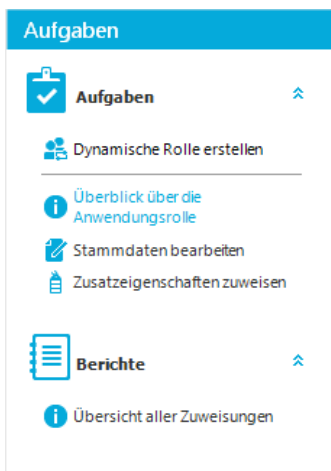 Aufgaben
Aufgaben
Dynamische Rolle erstellen
Überblick über die
Anwendungsrolle
Stammdaten bearbeiten
Zusatzeigenschaften zuweisen
Berichte
Übersicht aller Zuweisungen